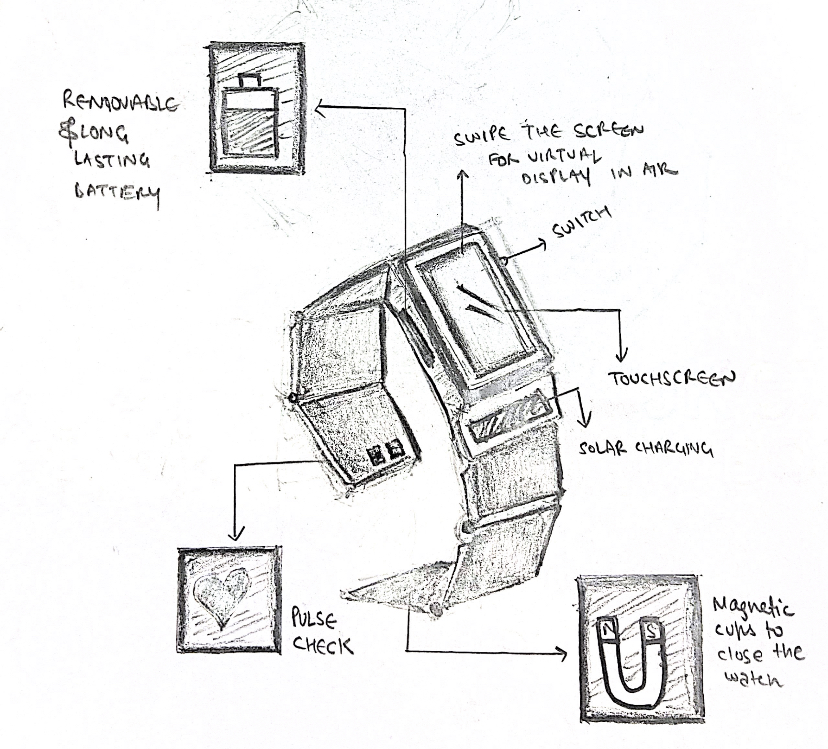 REMOVABLE
& LONG
LASTING
BATTERY
SWIPE THE SCREEN
FOR VIRTUAL
DISPLAY IN AIR
SWITCH
TOUCHSCREEN
SOLAR CHARGING
PULSE
CHECK
N S
Magnetic
cups to
close the
watch